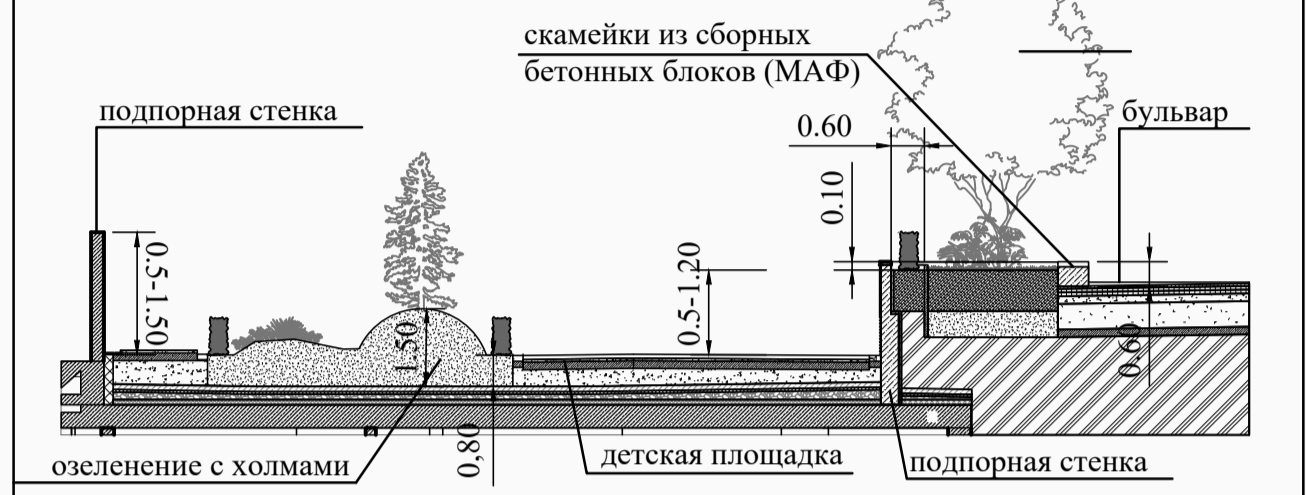 скамейки из сборных
бетонных блоков (МАФ)
подпорная стенка
бульвар
0.60
0.10
0.5-1.50
0.5-1.20
1.50
0.60
0,80
озеленение с холмами
детская площадка
подпорная стенка